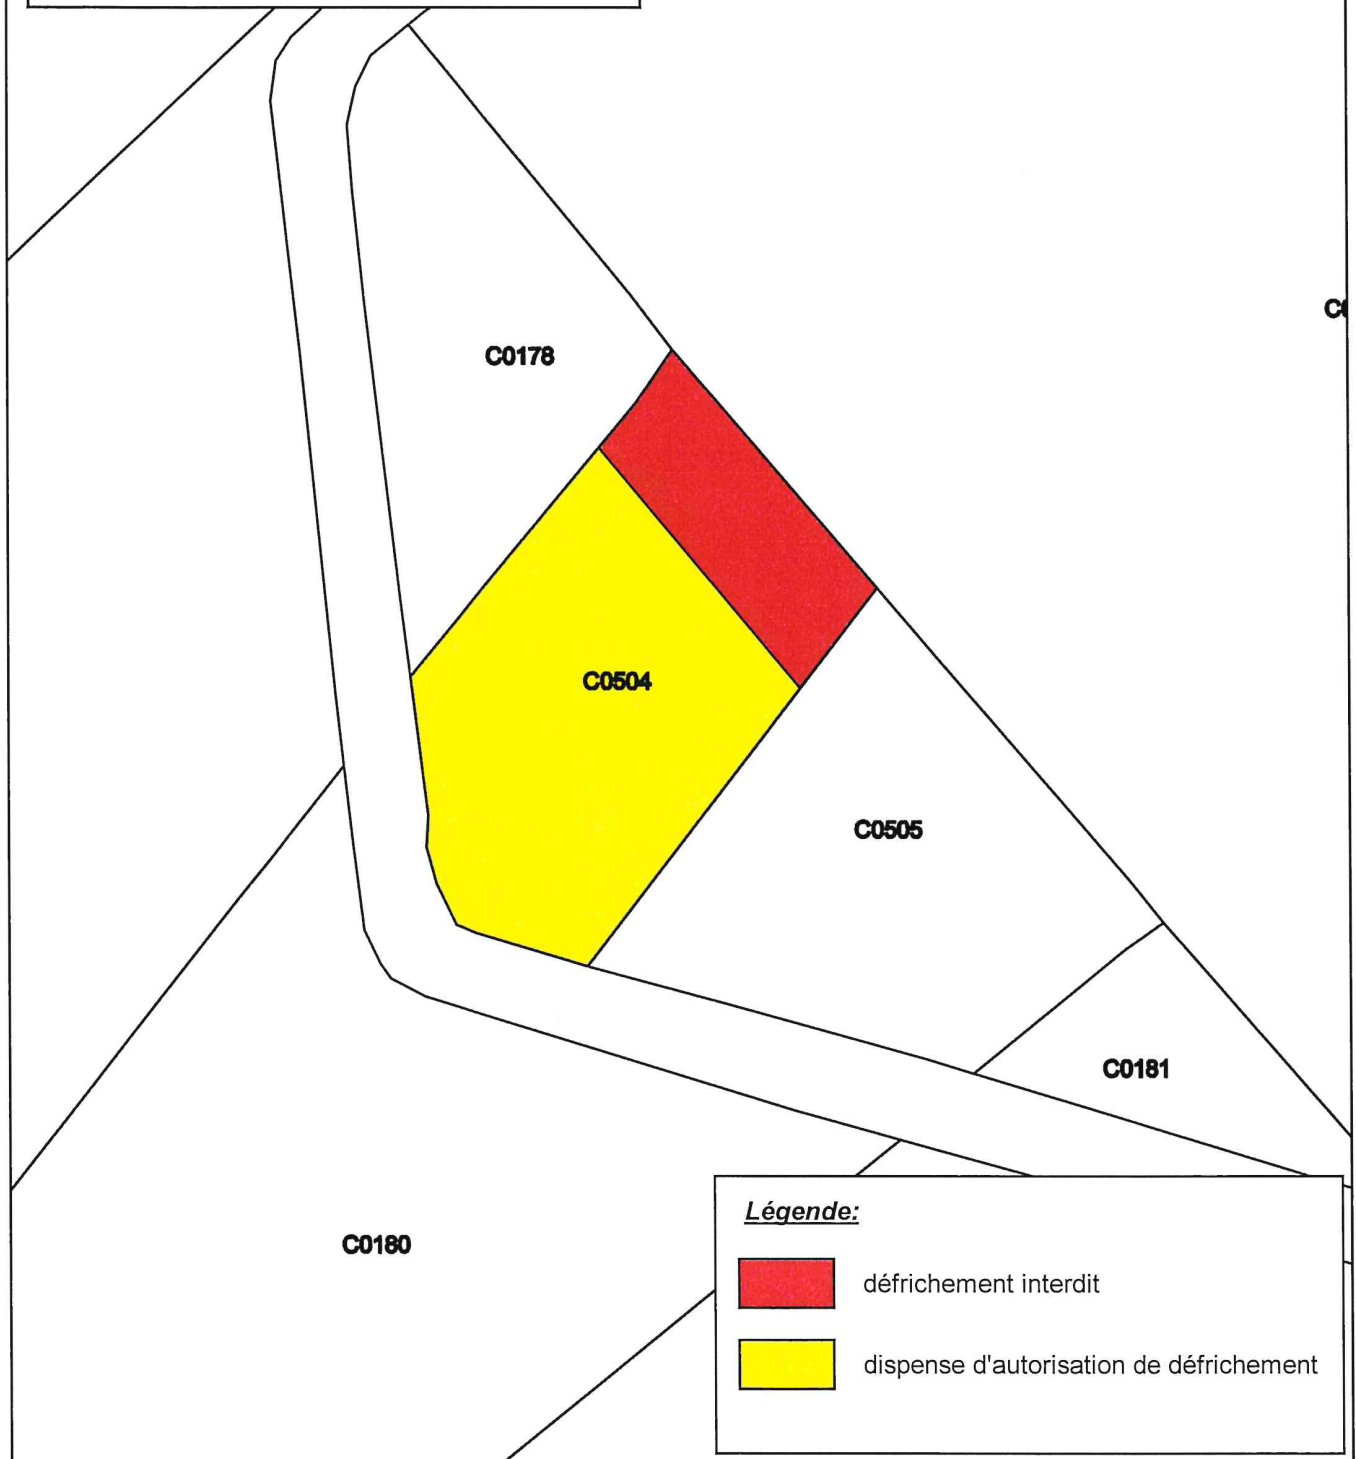 C0178
C0504
C0505
C0181
C0180
Légende:
défrichement interdit
dispense d'autorisation de défrichement